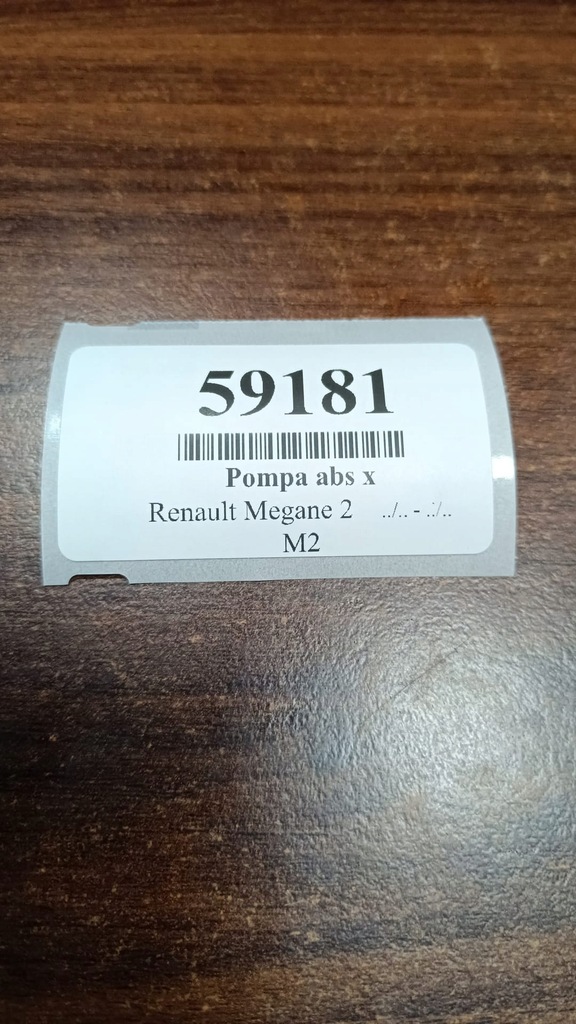 59181
Pompa abs x
Renault Megane 2 ../.. - ../..
M2